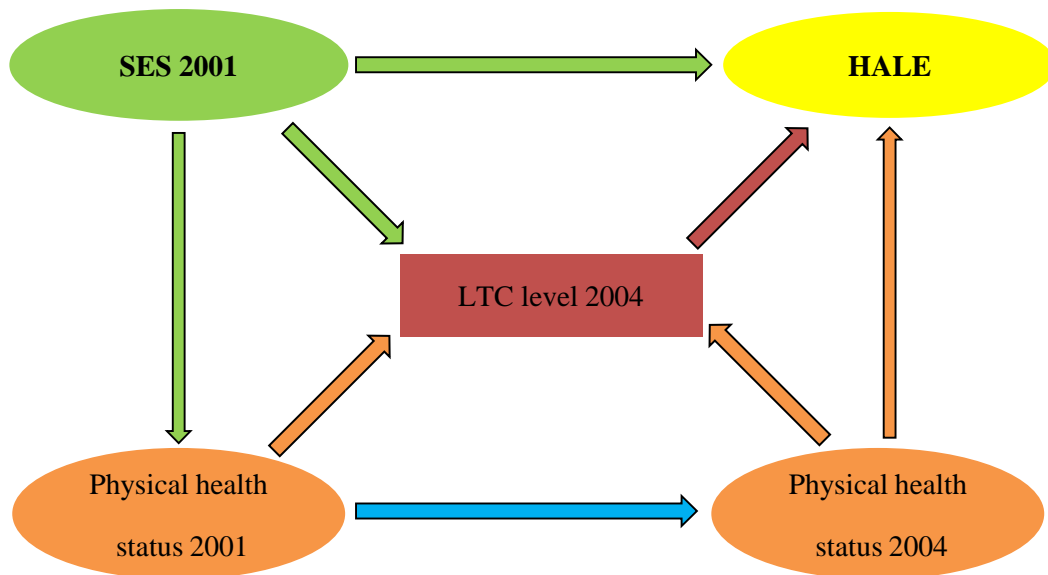 SES 2001
HALE
LTC level 2004
Physical health
status 2001
Physical health
status 2004